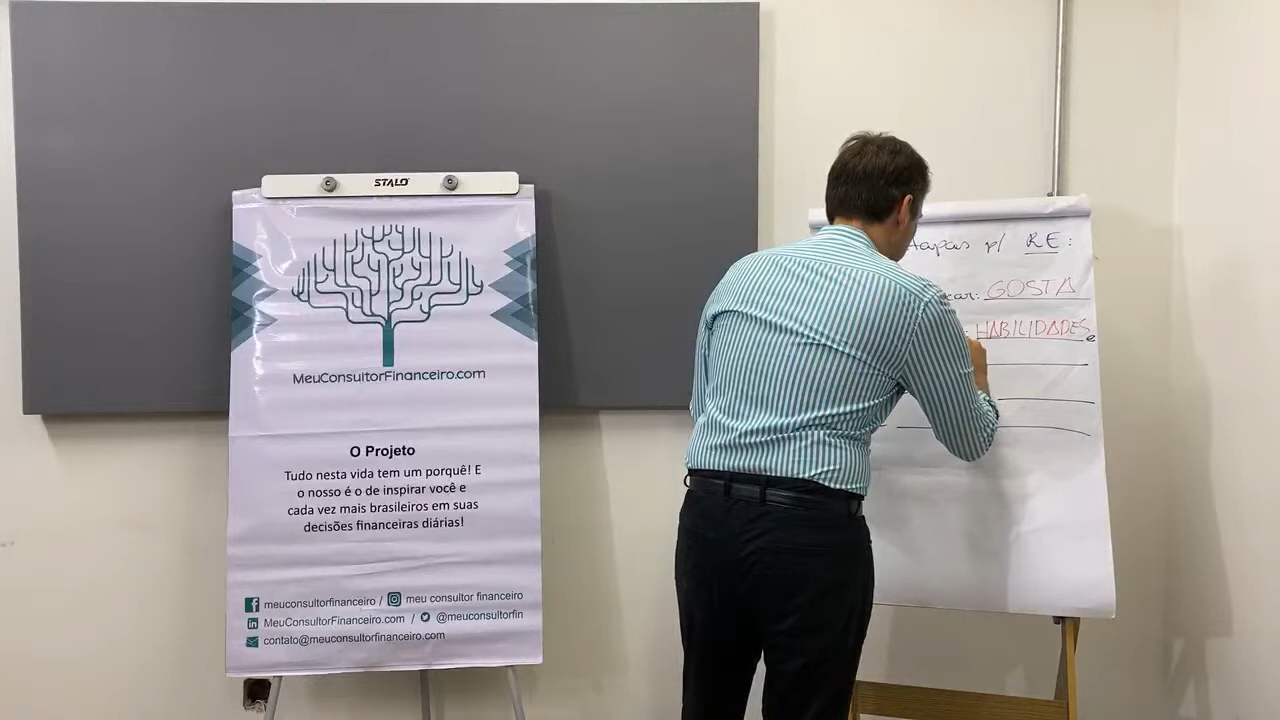 STALO
MeuConsultorFinanceiro.com
O Projeto
Tudo nesta vida tem um porquê! E
o nosso é o de inspirar você e
cada vez mais brasileiros em suas
decisões financeiras diárias!
meuconsultorfinanceiro / meu consultor financeiro
MeuConsultorFinanceiro.com / @meuconsultorfin
contato@meuconsultorfinanceiro.com
p/ RE:
GOSTA
HABILIDADES e